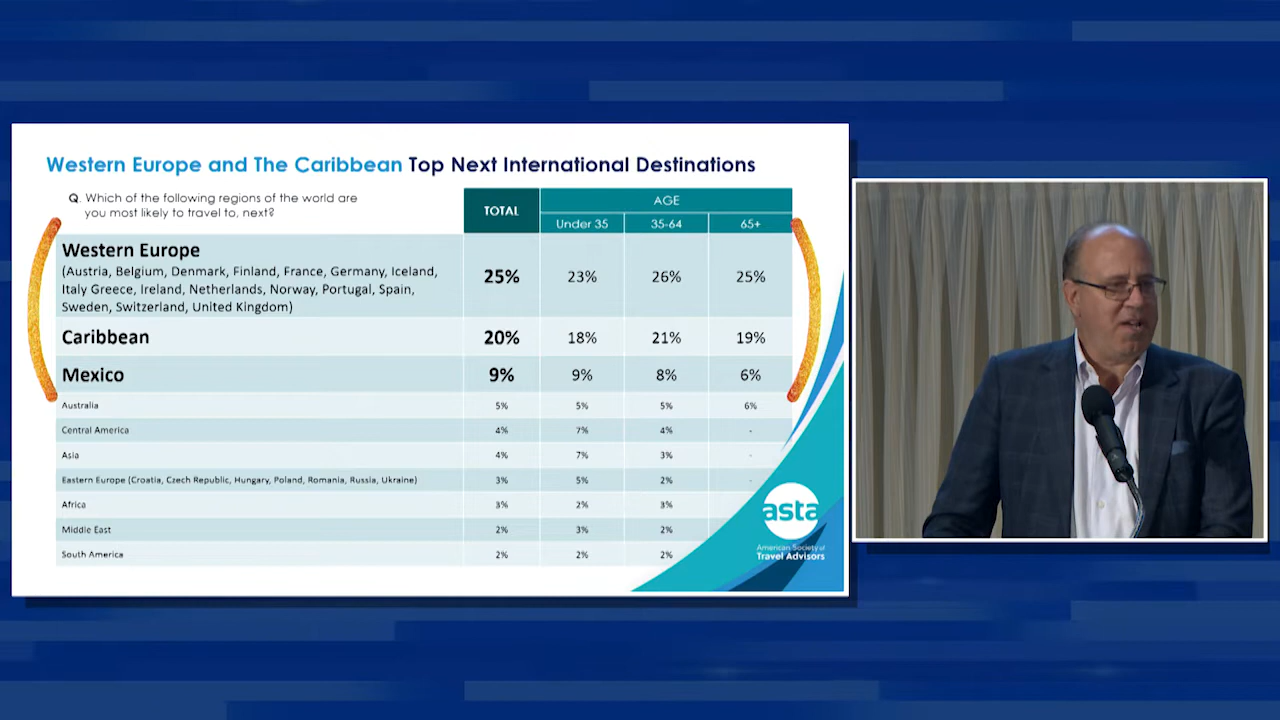 Western Europe and The Caribbean Top Next International Destinations
Q. Which of the following regions of the world are
you most likely to travel to, next?
TOTAL
AGE
Under 35 35-64 65+
Western Europe
(Austria, Belgium, Denmark, Finland, France, Germany, Iceland,
Italy Greece, Ireland, Netherlands, Norway, Portugal, Spain,
Sweden, Switzerland, United Kingdom)
25% 23% 26% 25%
Caribbean 20% 18% 21% 19%
Mexico 9% 9% 8% 6%
Australia 5% 5% 5% 6%
Central America 4% 7% 4% -
Asia 4% 7% 3% -
Eastern Europe (Croatia, Czech Republic, Hungary, Poland, Romania, Russia, Ukraine) 3% 5% 2% -
Africa 3% 2% 3%
Middle East 2% 3% 2%
South America 2% 2% 2%
asta
American Society of
Travel Advisors